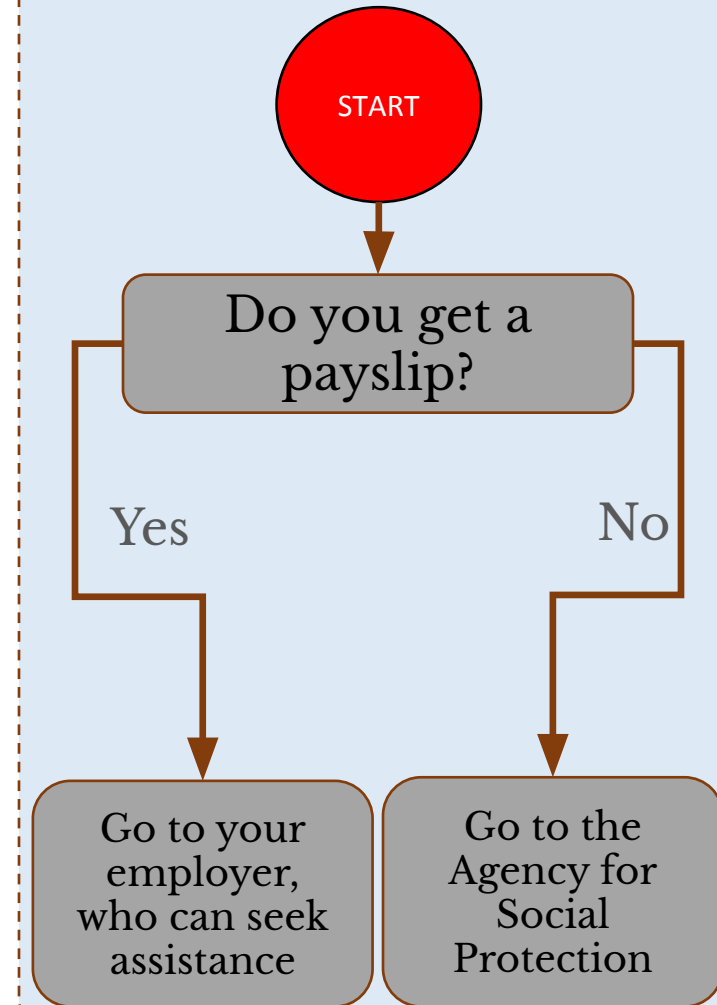 START
Do you get a
payslip?
Yes
No
Go to your
employer,
who can seek
assistance
Go to the
Agency for
Social
Protection